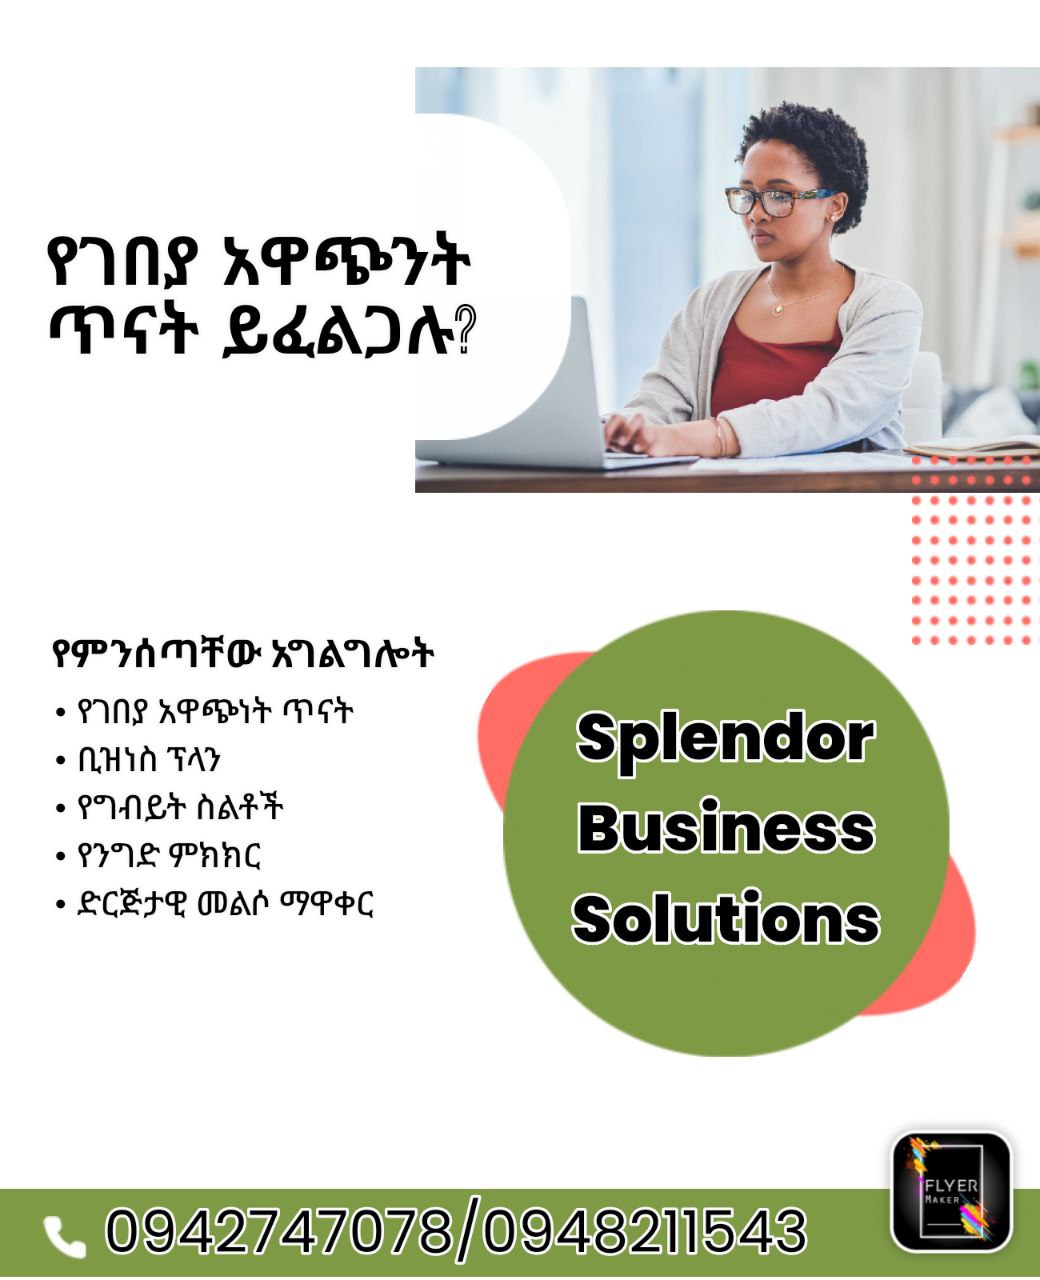 የገበያ አዋጭንት
ጥናት ይፈልጋሉ?
የምንሰጣቸው አግልግሎት
• የገበያ አዋጭነት ጥናት
• ቢዝነስ ፕላን
• የግብይት ስልቶች
• የንግድ ምክክር
• ድርጅታዊ መልሶ ማዋቀር
Splendor
Business
Solutions
FLYER
MAKER
0942747078/0948211543